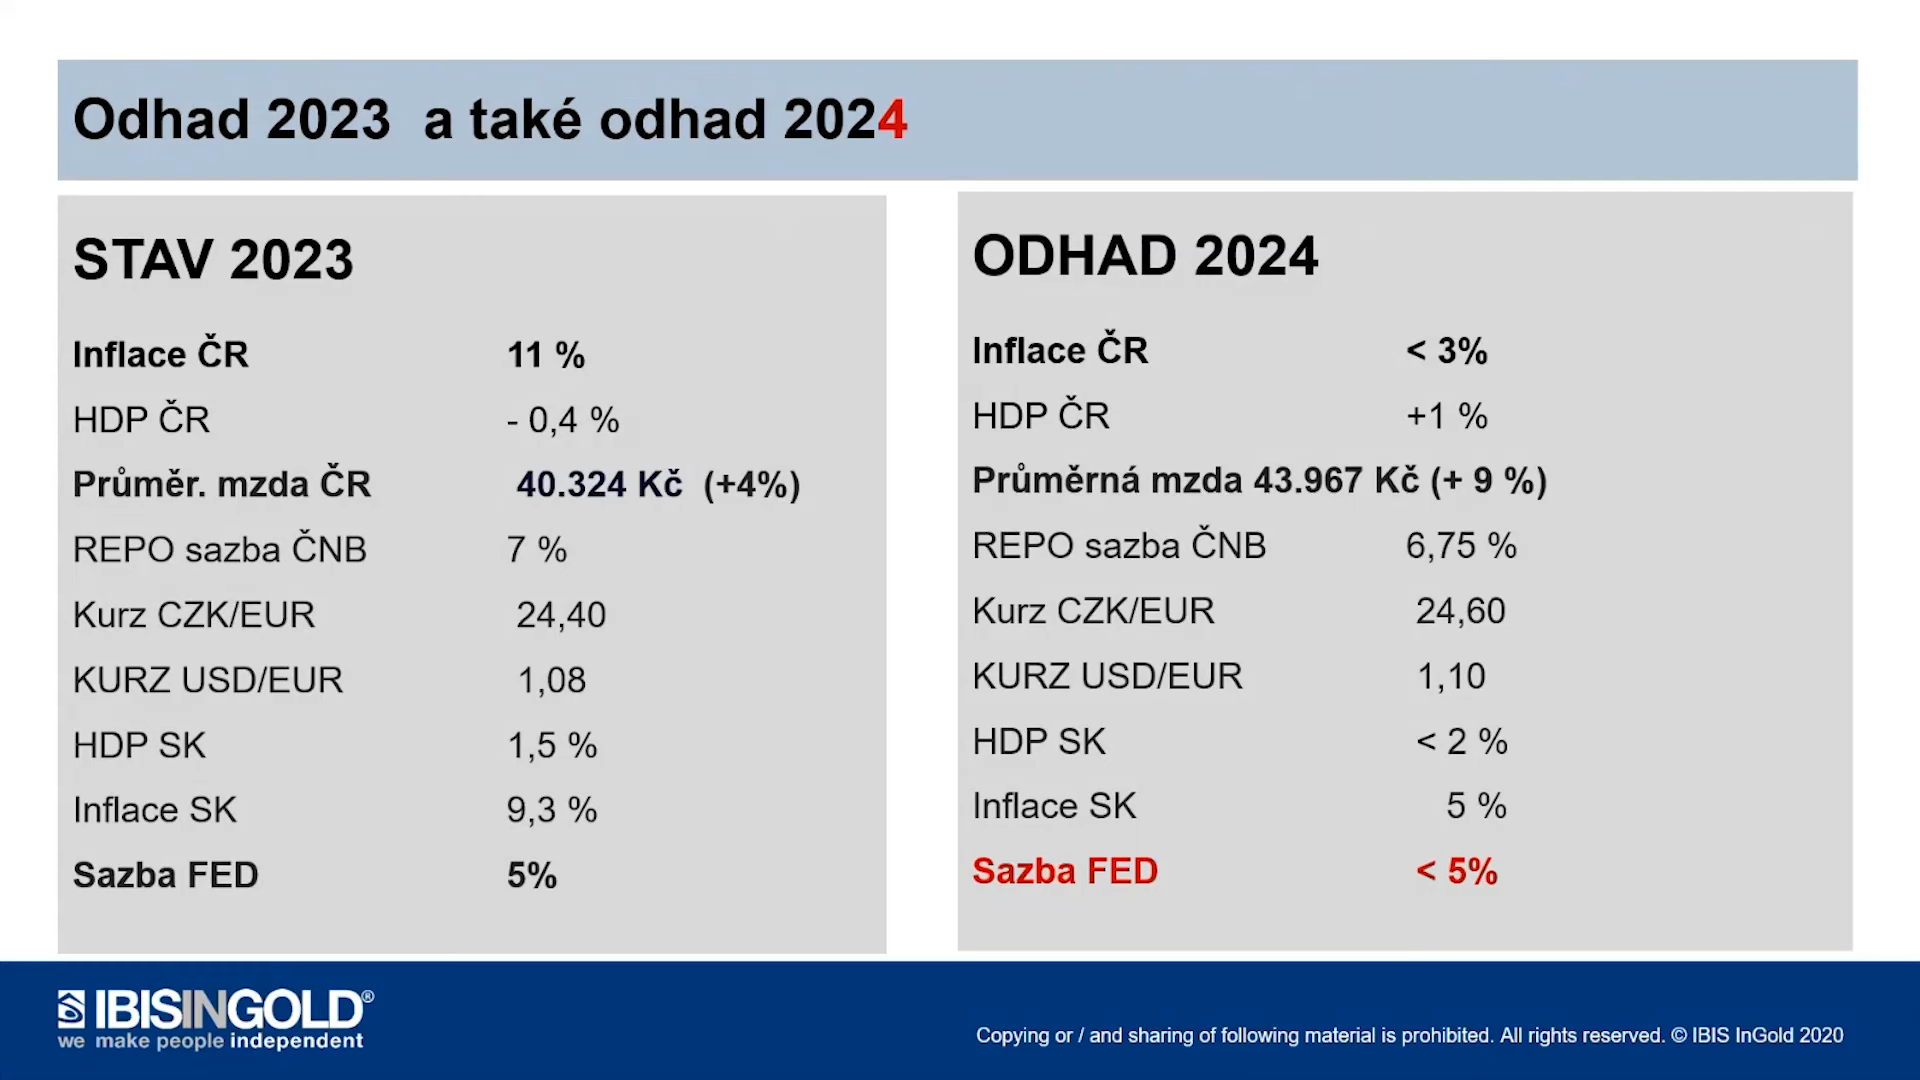 Odhad 2023 a také odhad 2024
STAV 2023
Inflace ČR 11 %
HDP ČR - 0,4 %
Průměr. mzda ČR 40.324 Kč (+4%)
REPO sazba ČNB 7 %
Kurz CZK/EUR 24,40
KURZ USD/EUR 1,08
HDP SK 1,5 %
Inflace SK 9,3 %
Sazba FED 5%
ODHAD 2024
Inflace ČR < 3%
HDP ČR +1 %
Průměrná mzda 43.967 Kč (+ 9 %)
REPO sazba ČNB 6,75 %
Kurz CZK/EUR 24,60
KURZ USD/EUR 1,10
HDP SK < 2 %
Inflace SK 5 %
Sazba FED < 5%
IBISINGOLD®
we make people independent
Copying or / and sharing of following material is prohibited. All rights reserved. © IBIS InGold 2020